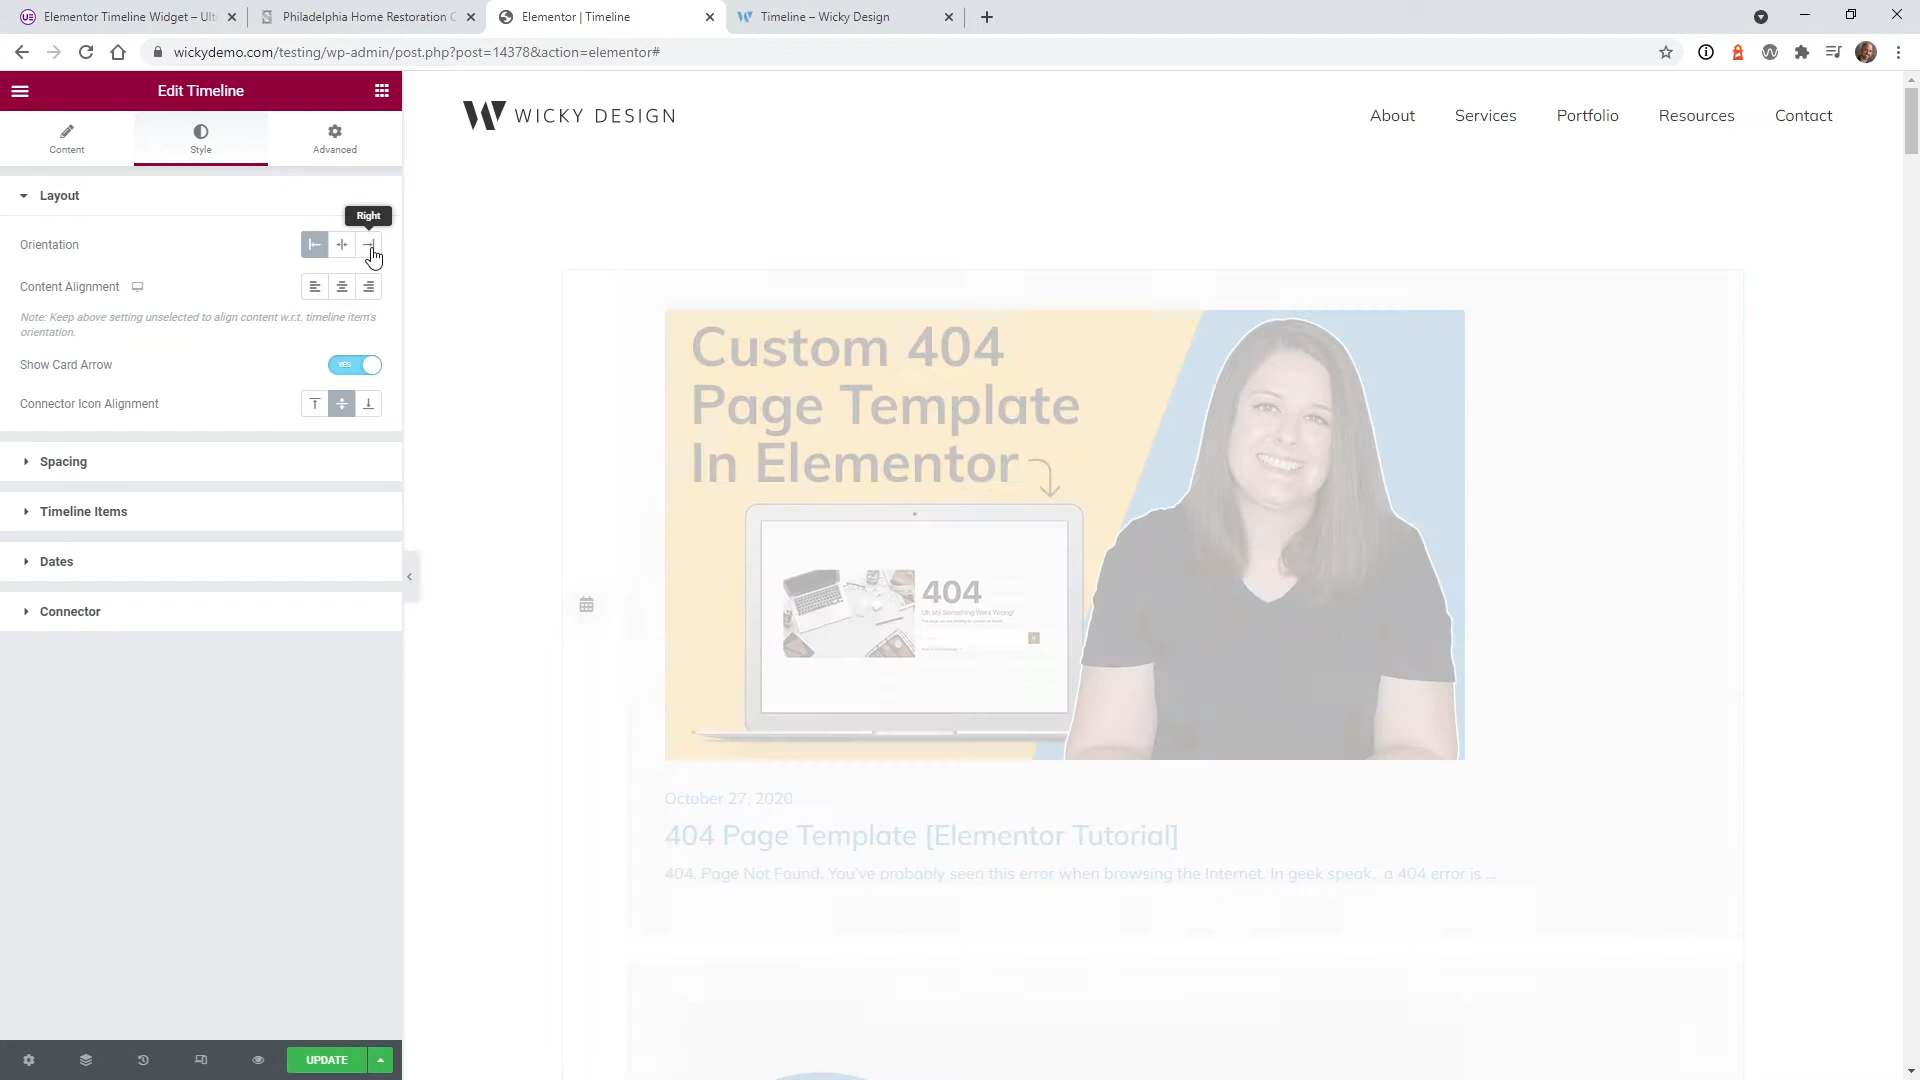 Elementor Timeline Widget – Ult
Philadelphia Home Restoration C
Elementor | Timeline
Timeline – Wicky Design
wickydemo.com/testing/wp-admin/post.php?post=14378&action=elementor#
Edit Timeline
Content
Style
Advanced
Layout
Right
Orientation
Content Alignment
Note: Keep above setting unselected to align content w.r.t. timeline item's
orientation.
Show Card Arrow
YES
Connector Icon Alignment
Spacing
Timeline Items
Dates
Connector
UPDATE
WICKY DESIGN
About
Services
Portfolio
Resources
Contact
Custom 404
Page Template
In Elementor
404
Uh oh! Something Went Wrong!
October 27, 2020
404 Page Template [Elementor Tutorial]
404. Page Not Found. You've probably seen this error when browsing the Internet. In geek speak, a 404 error is ...